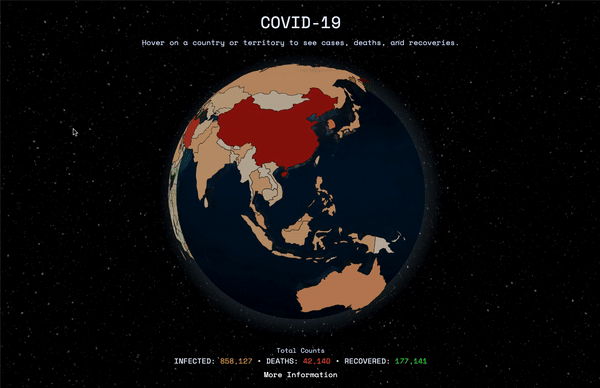 COVID-19
Hover on a country or territory to see cases, deaths, and recoveries.
Total Counts
INFECTED: 858,127 • DEATHS: 42,140 • RECOVERED: 177,141
More Information